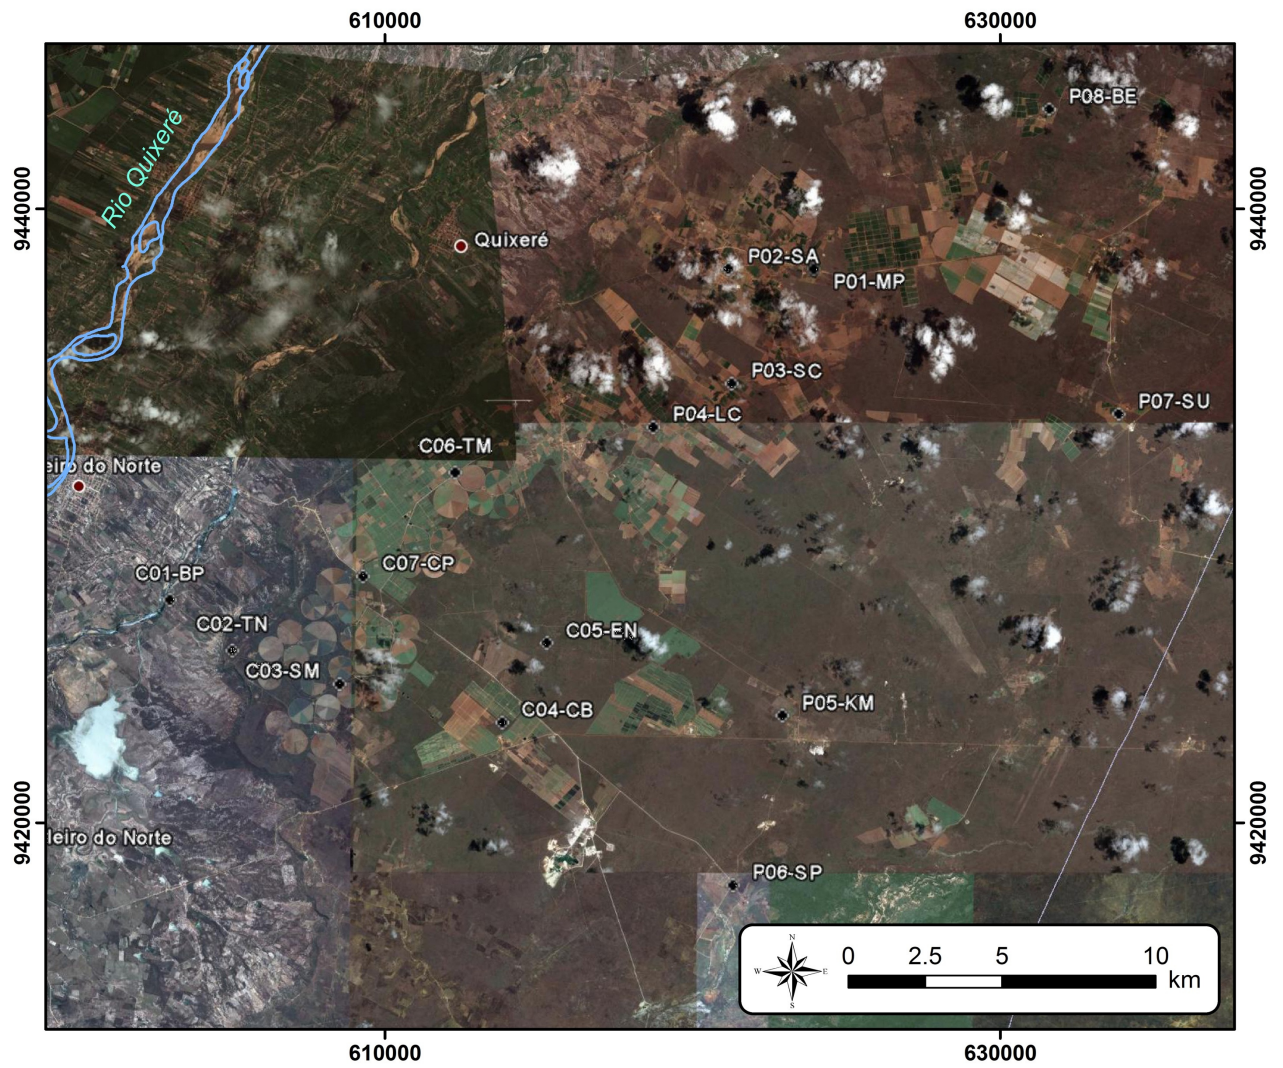 610000
630000
9440000
9440000
Rio Quixeré
P08-BE
Quixeré
P02-SA
P01-MP
P03-SC
P07-SU
P04-LC
C06-TM
eiro do Norte
C07-CP
C01-BP
C02-TN
C05-EN
C03-SM
P05-KM
C04-CB
9420000
9420000
leiro do Norte
P06-SP
N
W E
S
0 2.5 5 10
km
610000
630000